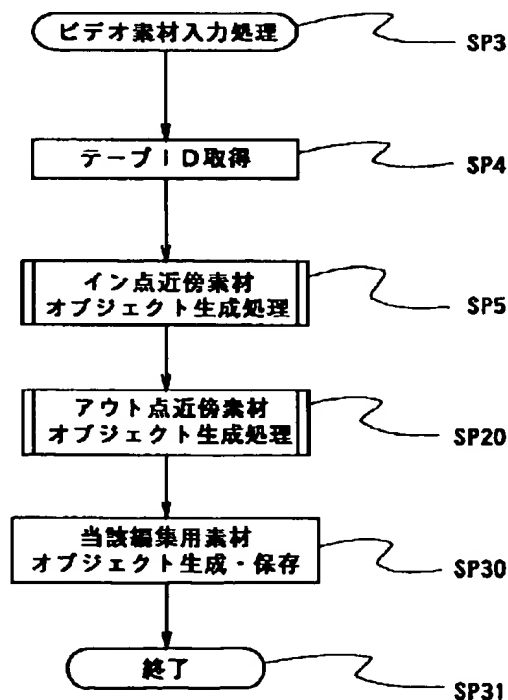 ビデオ素材入力処理
SP3
テープID取得
SP4
イン点近傍素材
オブジェクト生成処理
SP5
アウト点近傍素材
オブジェクト生成処理
SP20
当該編集用素材
オブジェクト生成・保存
SP30
終了
SP31